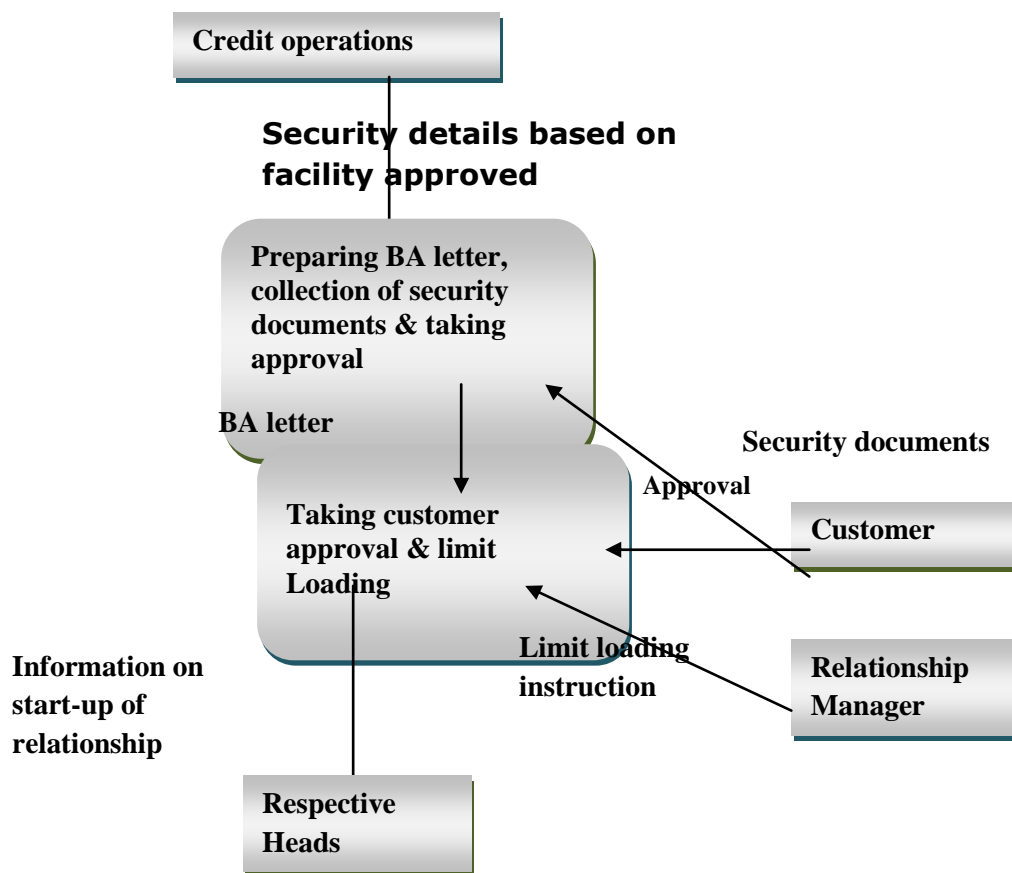 Credit operations
Security details based on
facility approved
Preparing BA letter,
collection of security
documents & taking
approval
BA letter
Security documents
Approval
Taking customer
approval & limit
Loading
Customer
Limit loading
instruction
Information on
start-up of
relationship
Relationship
Manager
Respective
Heads